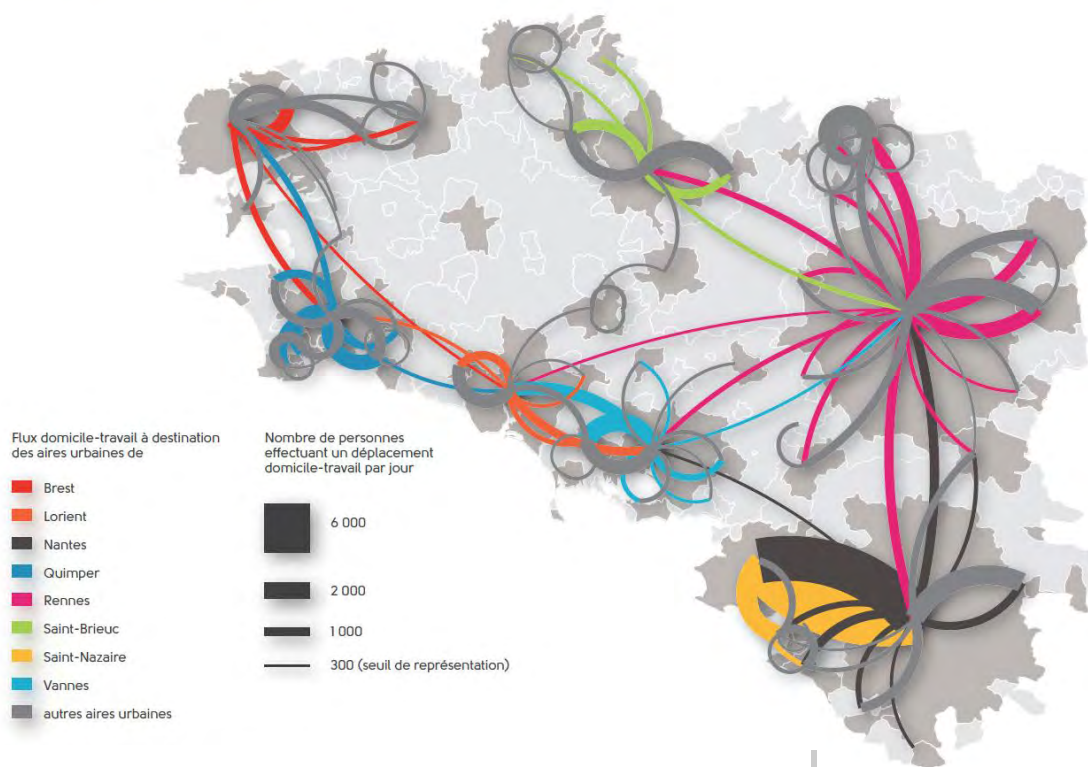 Flux domicile-travail à destination
des aires urbaines de
Brest
Lorient
Nantes
Quimper
Rennes
Saint-Brieuc
Saint-Nazaire
Vannes
autres aires urbaines
Nombre de personnes
effectuant un déplacement
domicile-travail par jour
6 000
2 000
1 000
300 (seuil de représentation)